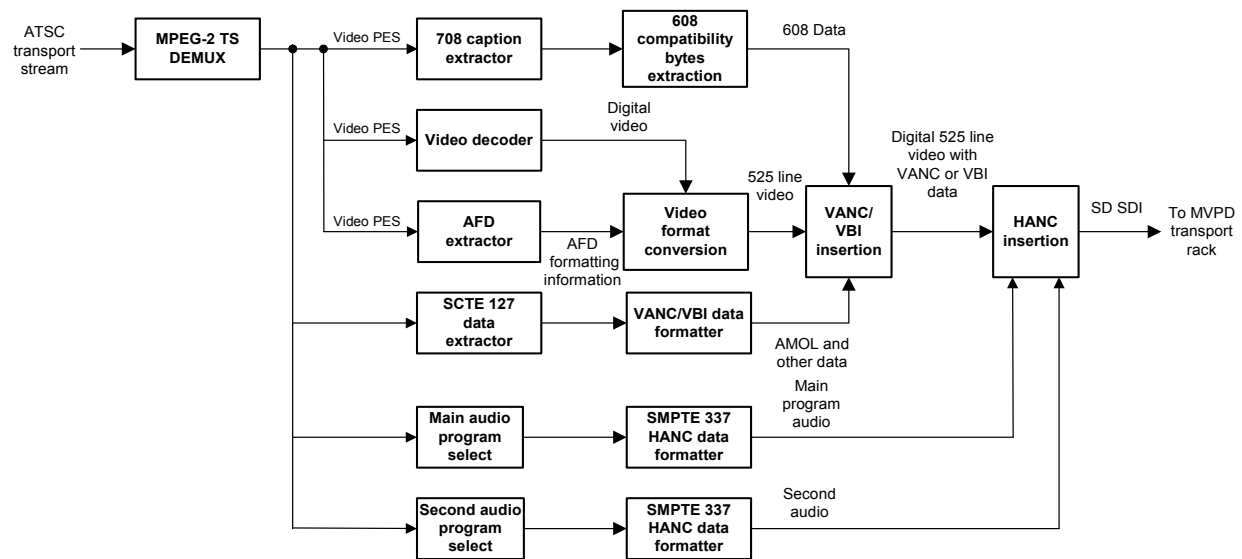 ATSC
transport
stream
MPEG-2 TS
DEMUX
Video PES
708 caption
extractor
608
compatibility
bytes
extraction
608 Data
Video PES
Video decoder
Digital
video
Video PES
AFD
extractor
AFD
formatting
information
Video
format
conversion
525 line
video
VANC/
VBI
insertion
Digital 525 line
video with
VANC or VBI
data
HANC
insertion
SD SDI
To MVPD
transport
rack
SCTE 127
data
extractor
VANC/VBI data
formatter
AMOL and
other data
Main audio
program
select
SMPTE 337
HANC data
formatter
Main
program
audio
Second audio
program
select
SMPTE 337
HANC data
formatter
Second
audio